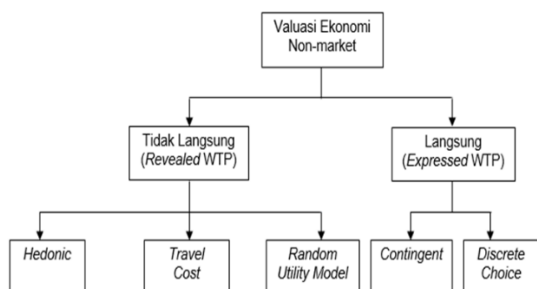 Valuasi Ekonomi
Non-market
Tidak Langsung
(Revealed WTP)
Langsung
(Expressed WTP)
Hedonic
Travel
Cost
Random
Utility Model
Contingent
Discrete
Choice